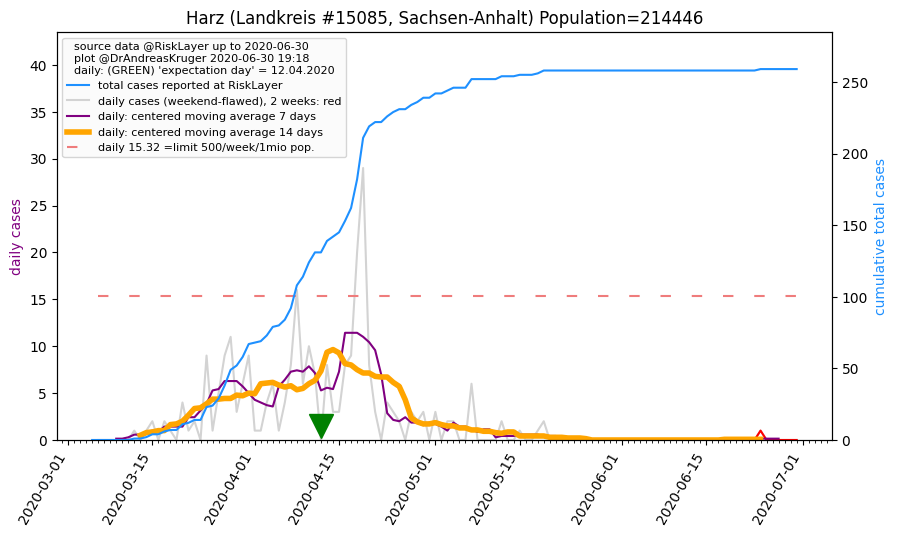 Harz (Landkreis #15085, Sachsen-Anhalt) Population=214446
source data @RiskLayer up to 2020-06-30
plot @DrAndreasKruger 2020-06-30 19:18
daily: (GREEN) 'expectation day' = 12.04.2020
total cases reported at RiskLayer
daily cases (weekend-flawed), 2 weeks: red
daily: centered moving average 7 days
daily: centered moving average 14 days
daily 15.32 =limit 500/week/1mio pop.
daily cases
40
35
30
25
20
15
10
5
0
250
200
150
100
50
0
cumulative total cases
2020-03-01
2020-03-15
2020-04-01
2020-04-15
2020-05-01
2020-05-15
2020-06-01
2020-06-15
2020-07-01